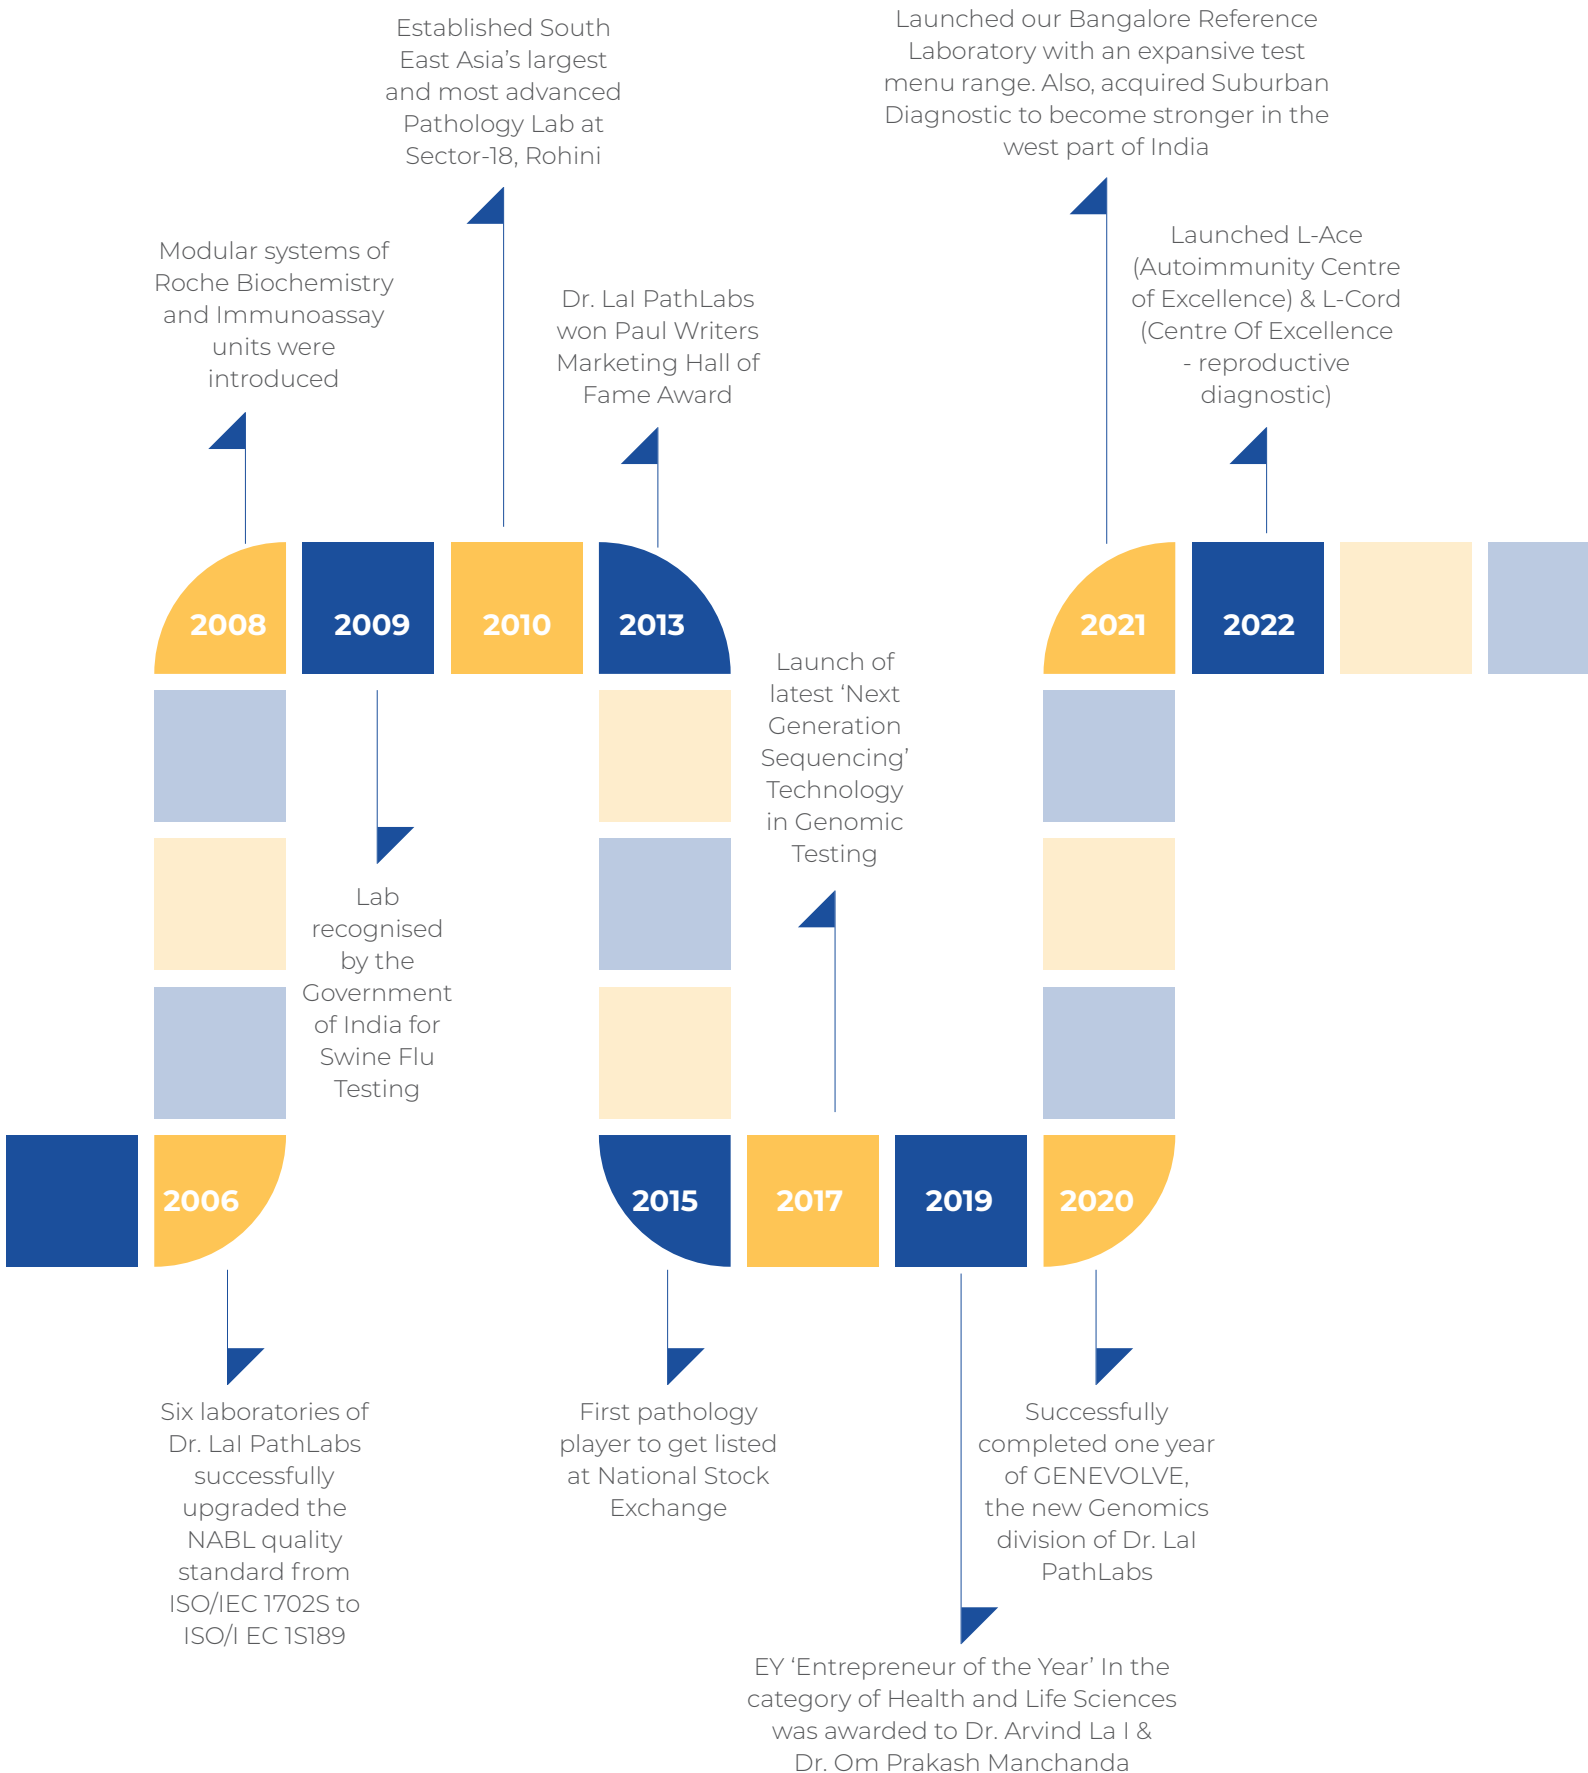 Established South
East Asia's largest
and most advanced
Pathology Lab at
Sector-18, Rohini
Launched our Bangalore Reference
Laboratory with an expansive test
menu range. Also, acquired Suburban
Diagnostic to become stronger in the
west part of India
Modular systems of
Roche Biochemistry
and Immunoassay
units were
introduced
Dr. LaI PathLabs
won Paul Writers
Marketing Hall of
Fame Award
Launched L-Ace
(Autoimmunity Centre
of Excellence) & L-Cord
(Centre Of Excellence
- reproductive
diagnostic)
2008
2009
2010
2013
2021
2022
Launch of
latest ‘Next
Generation
Sequencing’
Technology
in Genomic
Testing
Lab
recognised
by the
Government
of India for
Swine Flu
Testing
2006
2015
2017
2019
2020
Six laboratories of
Dr. LaI PathLabs
successfully
upgraded the
NABL quality
standard from
ISO/IEC 1702S to
ISO/I EC 1S189
First pathology
player to get listed
at National Stock
Exchange
Successfully
completed one year
of GENEVOLVE,
the new Genomics
division of Dr. LaI
PathLabs
EY ‘Entrepreneur of the Year’ In the
category of Health and Life Sciences
was awarded to Dr. Arvind La I &
Dr. Om Prakash Manchanda